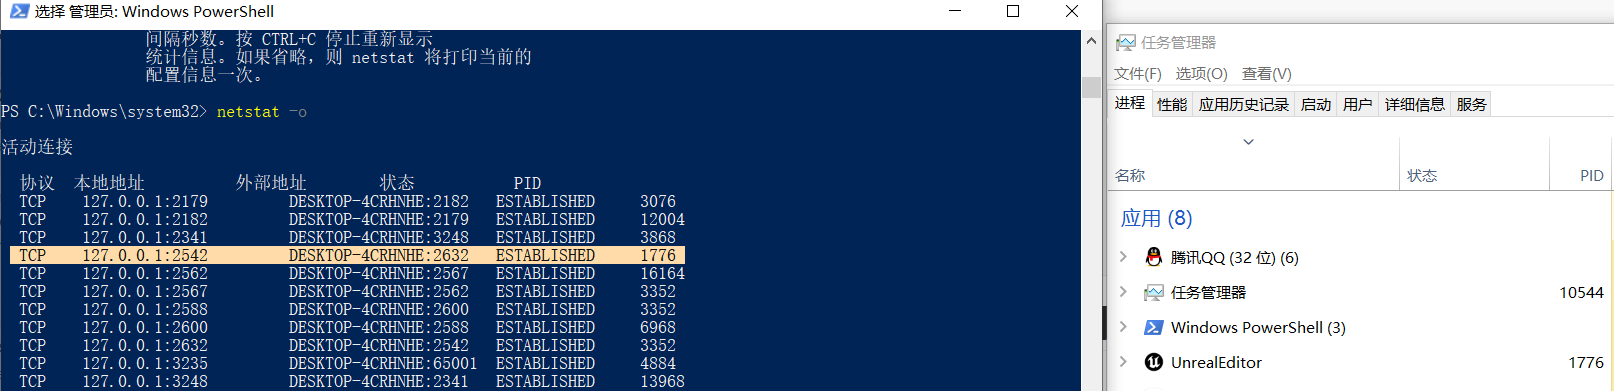 选择 管理员: Windows PowerShell
间隔秒数。按 CTRL+C 停止重新显示
统计信息。如果省略，则 netstat 将打印当前的
配置信息一次。
PS C:\Windows\system32> netstat -o
活动连接
协议 本地地址 外部地址 状态 PID
TCP 127.0.0.1:2179 DESKTOP-4CRHNHE:2182 ESTABLISHED 3076
TCP 127.0.0.1:2182 DESKTOP-4CRHNHE:2179 ESTABLISHED 12004
TCP 127.0.0.1:2341 DESKTOP-4CRHNHE:3248 ESTABLISHED 3868
TCP 127.0.0.1:2542 DESKTOP-4CRHNHE:2632 ESTABLISHED 1776
TCP 127.0.0.1:2562 DESKTOP-4CRHNHE:2567 ESTABLISHED 16164
TCP 127.0.0.1:2567 DESKTOP-4CRHNHE:2562 ESTABLISHED 3352
TCP 127.0.0.1:2588 DESKTOP-4CRHNHE:2600 ESTABLISHED 3352
TCP 127.0.0.1:2600 DESKTOP-4CRHNHE:2588 ESTABLISHED 6968
TCP 127.0.0.1:2632 DESKTOP-4CRHNHE:2542 ESTABLISHED 3352
TCP 127.0.0.1:3235 DESKTOP-4CRHNHE:65001 ESTABLISHED 4884
TCP 127.0.0.1:3248 DESKTOP-4CRHNHE:2341 ESTABLISHED 13968
任务管理器
文件(F) 选项(O) 查看(V)
进程 性能 应用历史记录 启动 用户 详细信息 服务
名称 状态 PID
应用 (8)
腾讯QQ (32 位) (6)
任务管理器 10544
Windows PowerShell (3)
UnrealEditor 1776